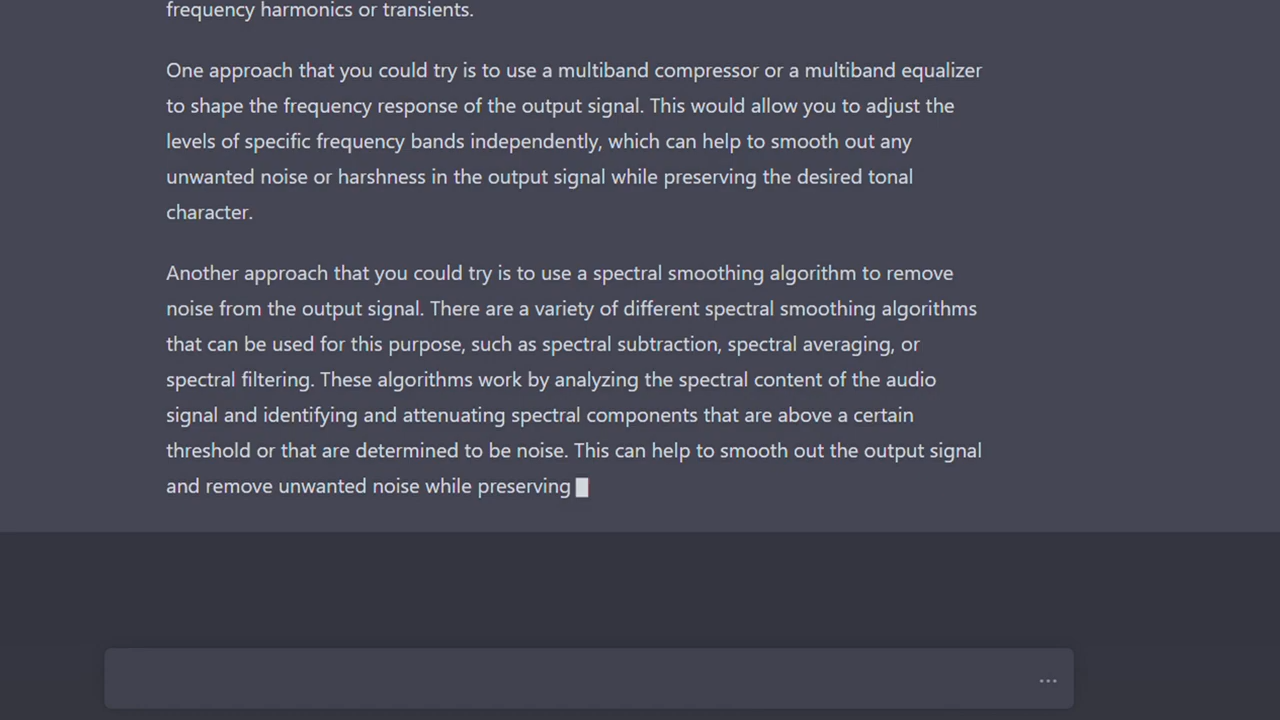 frequency harmonics or transients.
One approach that you could try is to use a multiband compressor or a multiband equalizer
to shape the frequency response of the output signal. This would allow you to adjust the
levels of specific frequency bands independently, which can help to smooth out any
unwanted noise or harshness in the output signal while preserving the desired tonal
character.
Another approach that you could try is to use a spectral smoothing algorithm to remove
noise from the output signal. There are a variety of different spectral smoothing algorithms
that can be used for this purpose, such as spectral subtraction, spectral averaging, or
spectral filtering. These algorithms work by analyzing the spectral content of the audio
signal and identifying and attenuating spectral components that are above a certain
threshold or that are determined to be noise. This can help to smooth out the output signal
and remove unwanted noise while preserving